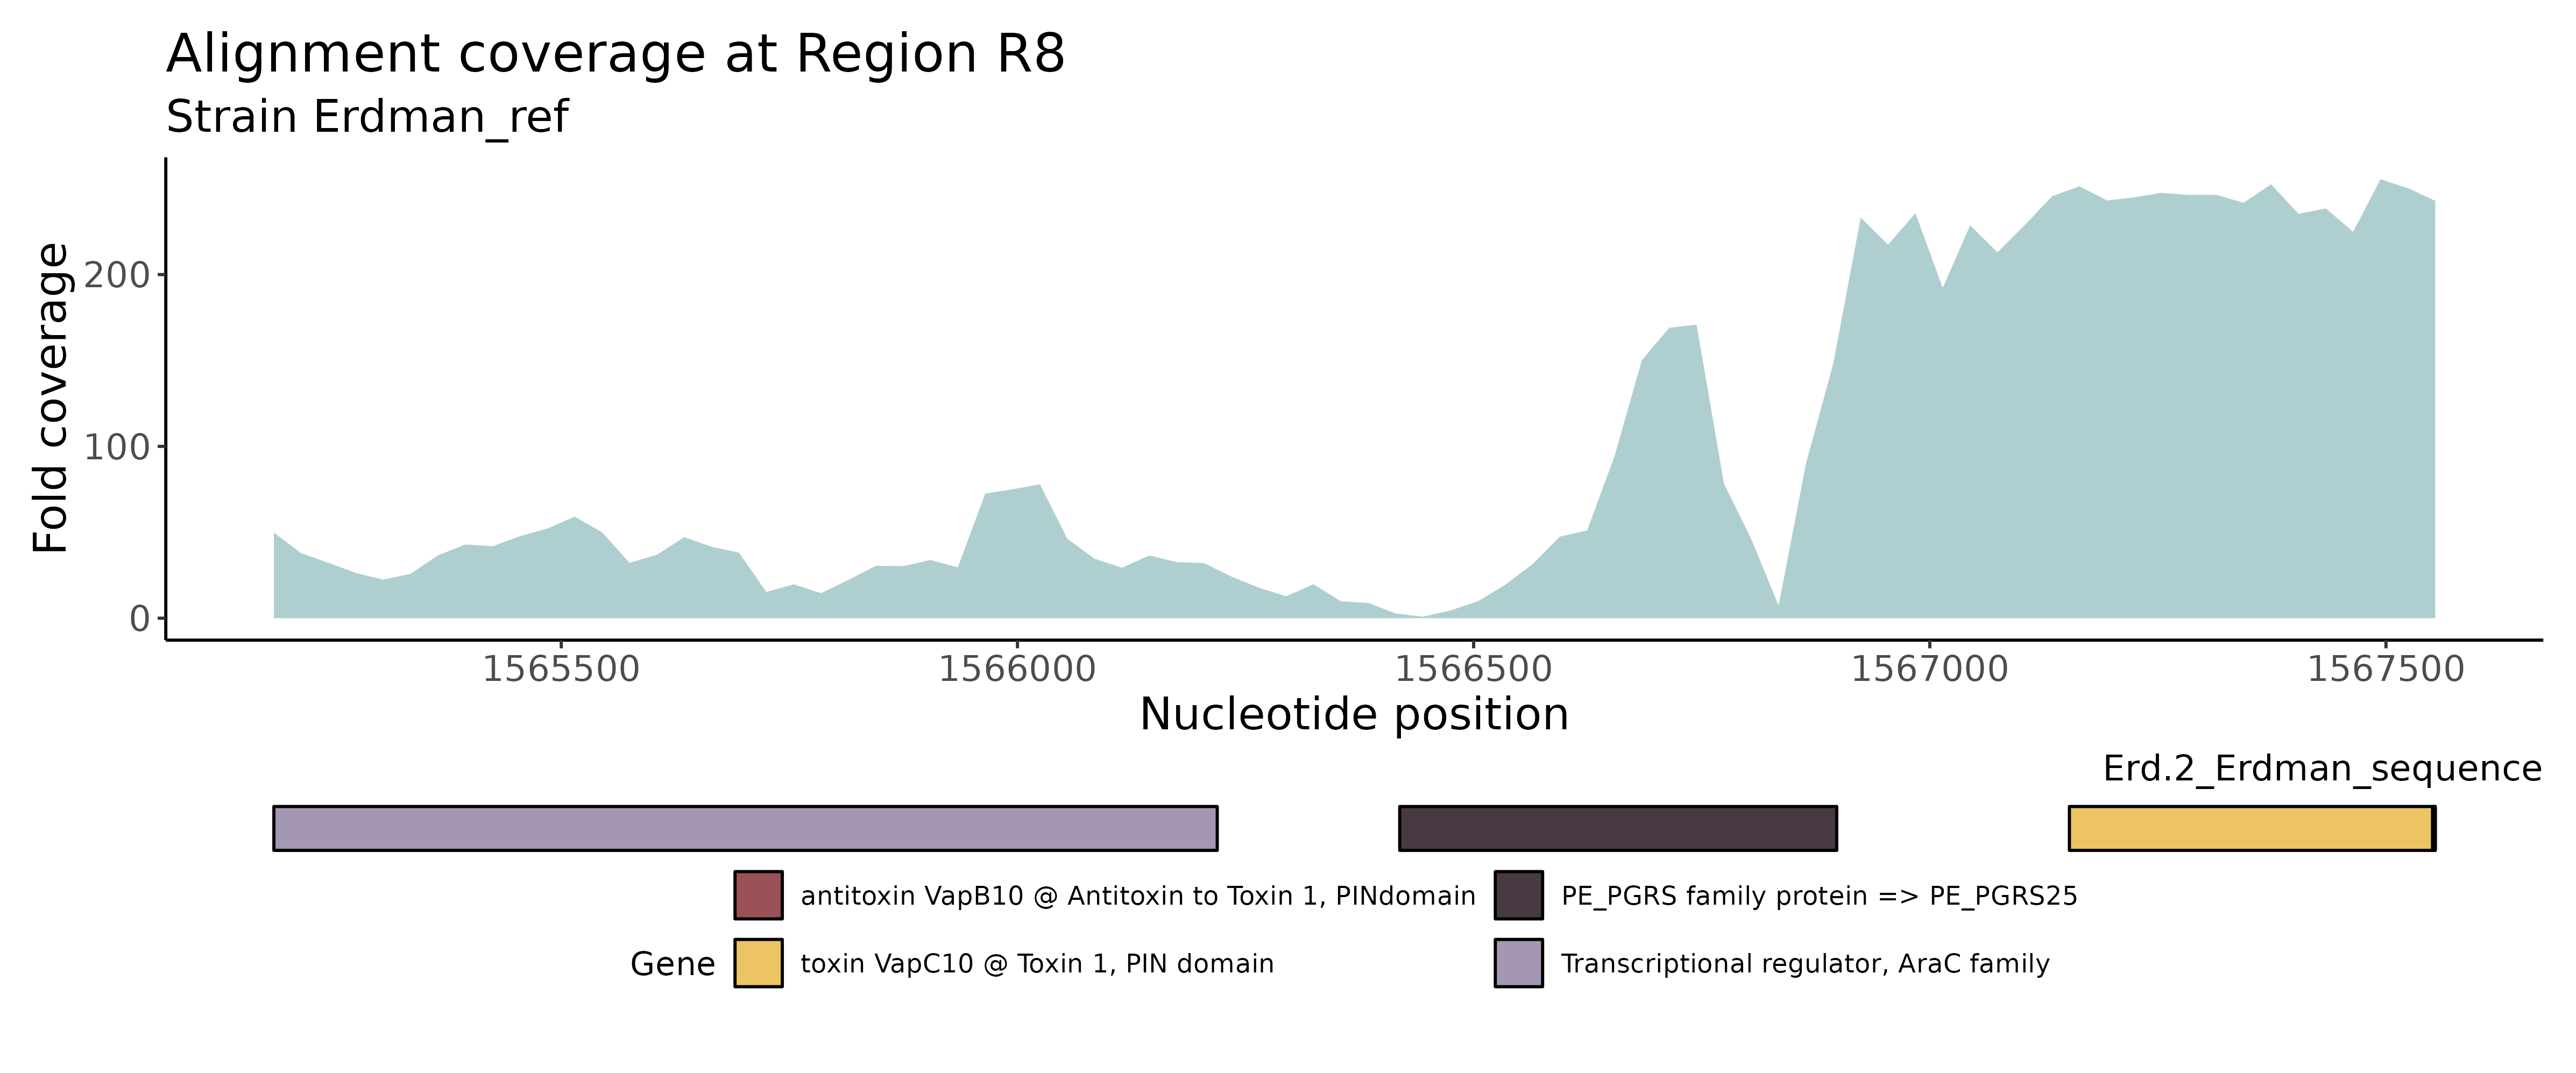 Alignment coverage at Region R8
Strain Erdman_ref
Fold coverage
200
100
0
1565500 1566000 1566500 1567000 1567500
Nucleotide position
Erd.2_Erdman_sequence
Gene
antitoxin VapB10 @ Antitoxin to Toxin 1, PINdomain
toxin VapC10 @ Toxin 1, PIN domain
PE_PGRS family protein => PE_PGRS25
Transcriptional regulator, AraC family